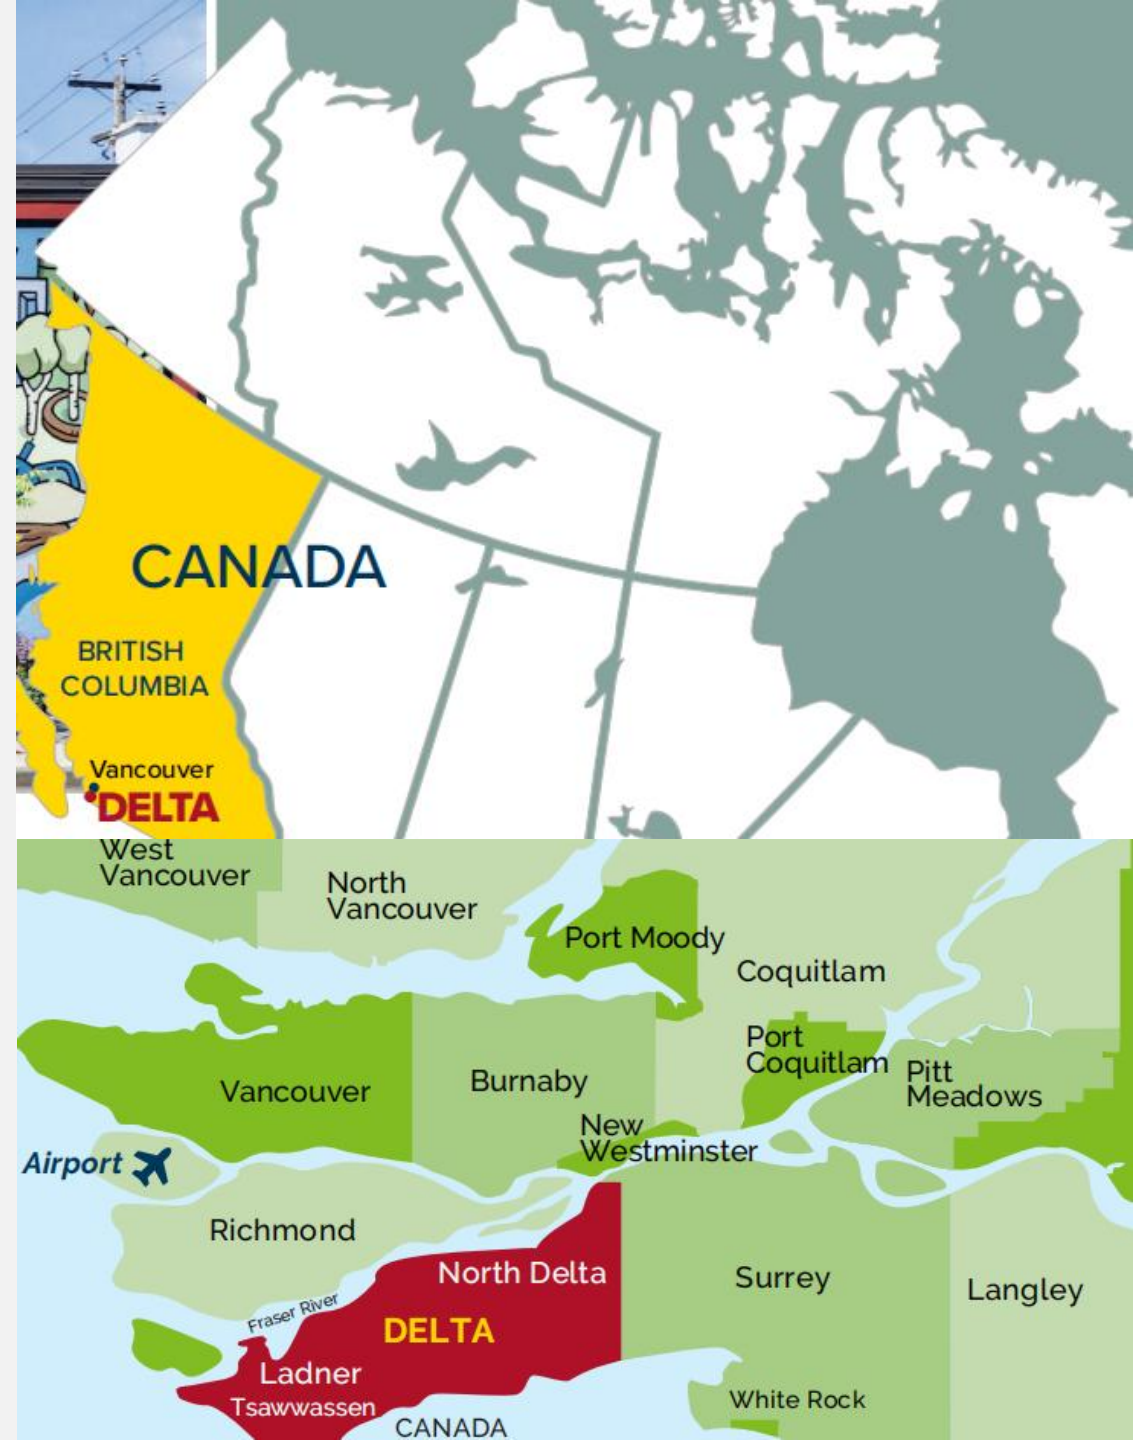 CANADA
BRITISH
COLUMBIA
Vancouver
DELTA
West
Vancouver
North
Vancouver
Port Moody
Coquitlam
Port
Coquitlam
Pitt
Meadows
Vancouver
Burnaby
New
Westminster
Airport
Richmond
North Delta
Surrey
Langley
Fraser River
DELTA
Ladner
Tsawwassen
White Rock
CANADA